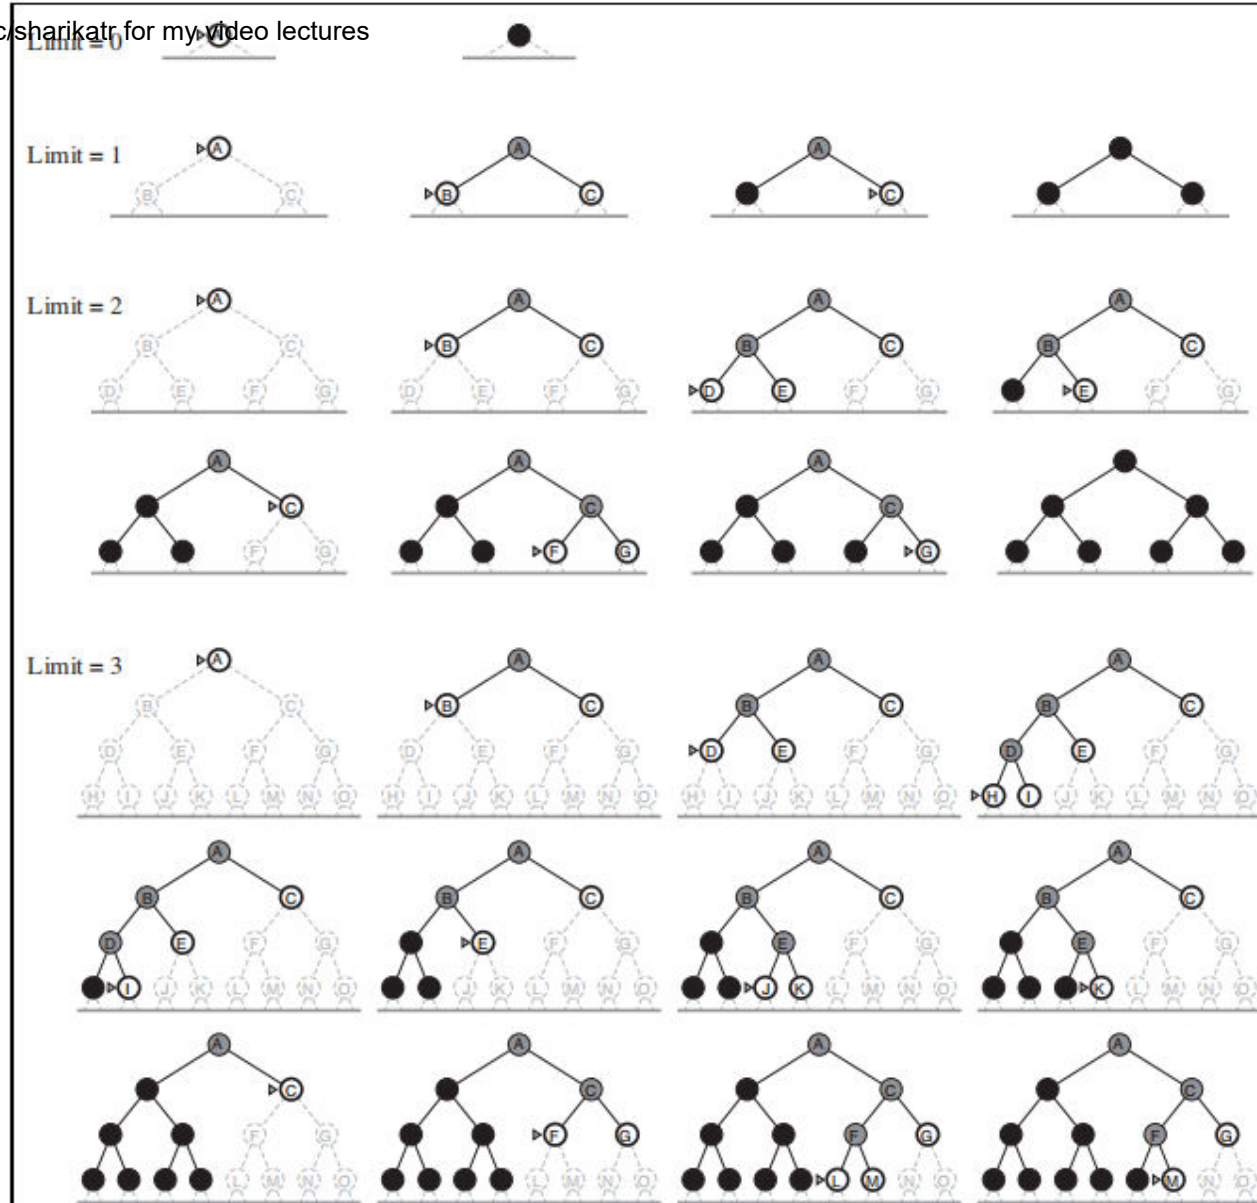 c/sharikatr for my video lectures
Limit = 0
A
Limit = 1
A A A
B C B C C
Limit = 2
A A A A
B C B C B C B C
D E F G D E F G D E F G E F G
A A A
C C C
F G F G G
Limit = 3
A A A A
B C B C B C B C
D E F G D E F G D E F G D E F G
H I J K L M N O H I J K L M N O H I J K L M N O H I J K L M N O
A A A A
B C B C B C B C
D E F G E F G E F G E F G
I J K L M N O J K L M N O J K L M N O K L M N O
A A A A
C C C C
F G F G F G F G
L M N O L M N O L M N O M N O